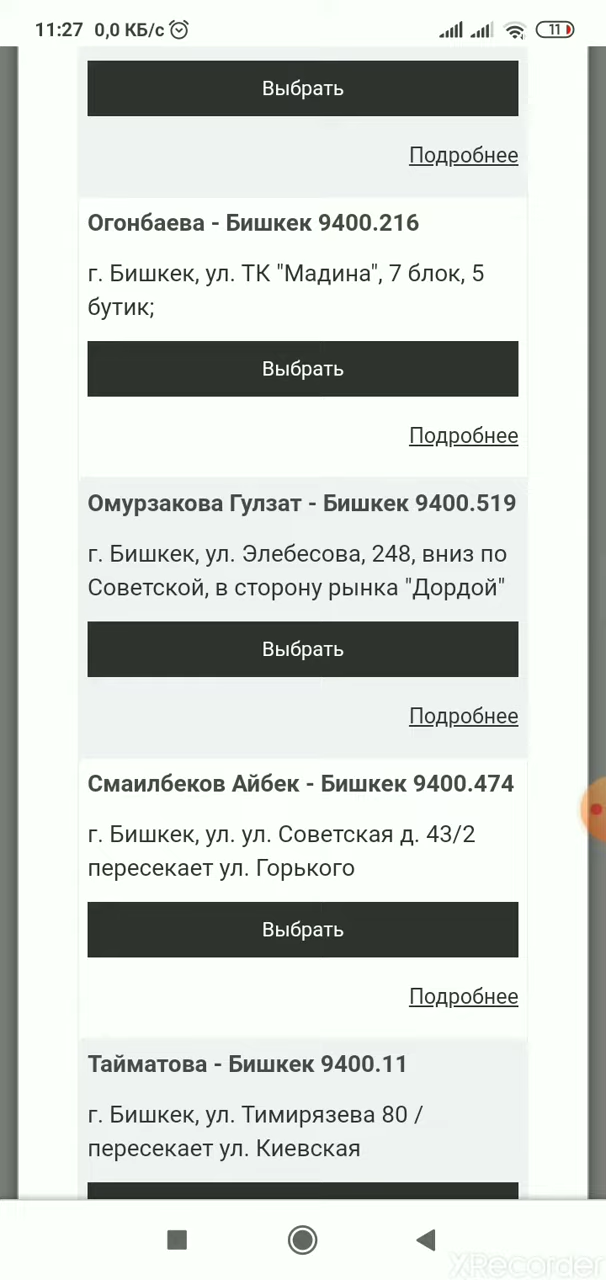 11:27 0,0 КБ/с
11
Выбрать
Подробнее
Огонбаева - Бишкек 9400.216
г. Бишкек, ул. ТК "Мадина", 7 блок, 5
бутик;
Выбрать
Подробнее
Омурзакова Гулзат - Бишкек 9400.519
г. Бишкек, ул. Элебесова, 248, вниз по
Советской, в сторону рынка "Дордой"
Выбрать
Подробнее
Смаилбеков Айбек - Бишкек 9400.474
г. Бишкек, ул. ул. Советская д. 43/2
пересекает ул. Горького
Выбрать
Подробнее
Тайматова - Бишкек 9400.11
г. Бишкек, ул. Тимирязева 80 /
пересекает ул. Киевская
XRecorder